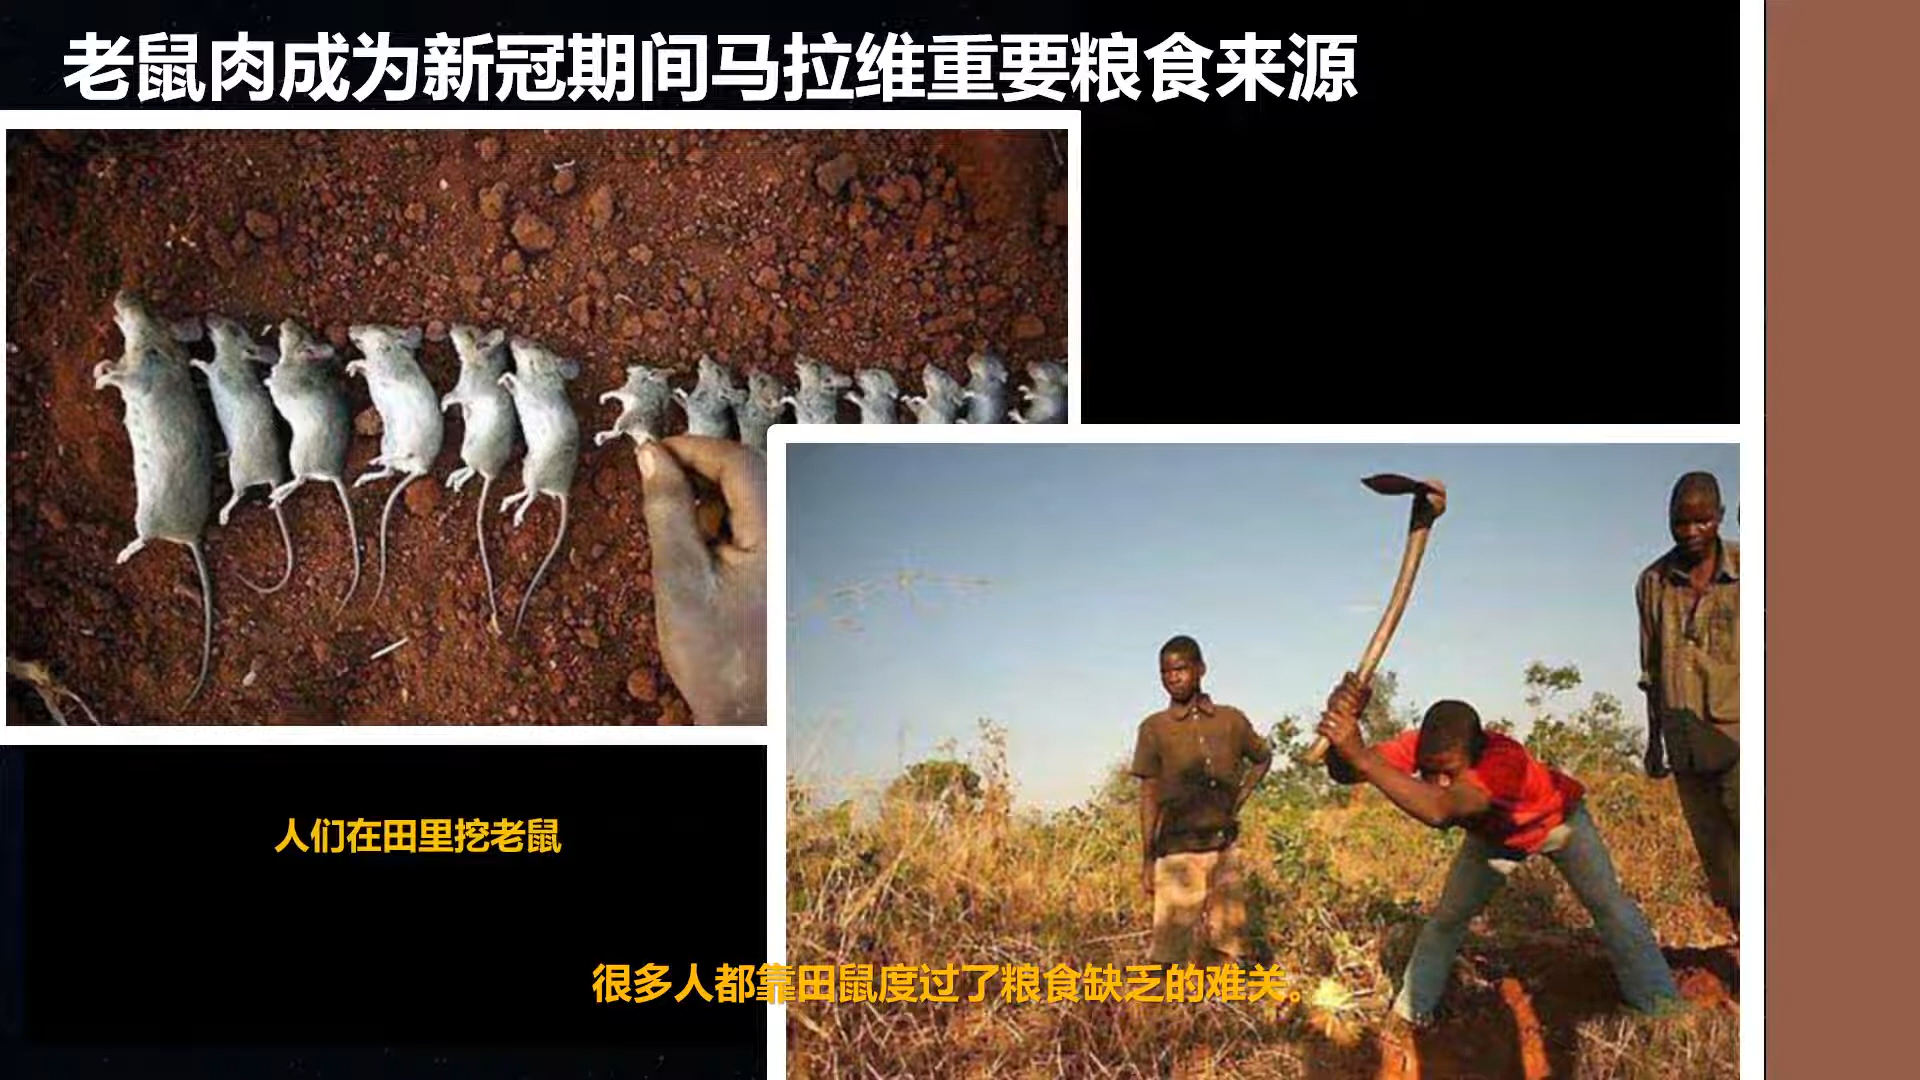 老鼠肉成为新冠期间马拉维重要粮食来源
人们在田里挖老鼠
很多人都靠田鼠度过了粮食缺乏的难关。